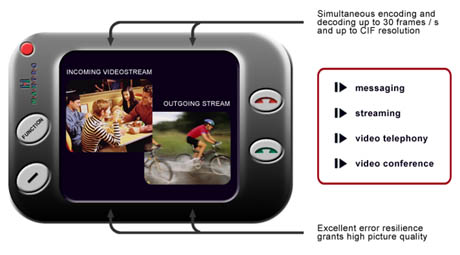 Simultaneous encoding and
decoding up to 30 frames / s
and up to CIF resolution
INCOMING VIDEOSTREAM
OUTGOING STREAM
FUNCTION
messaging
streaming
video telephony
video conference
Excellent error resilience
grants high picture quality